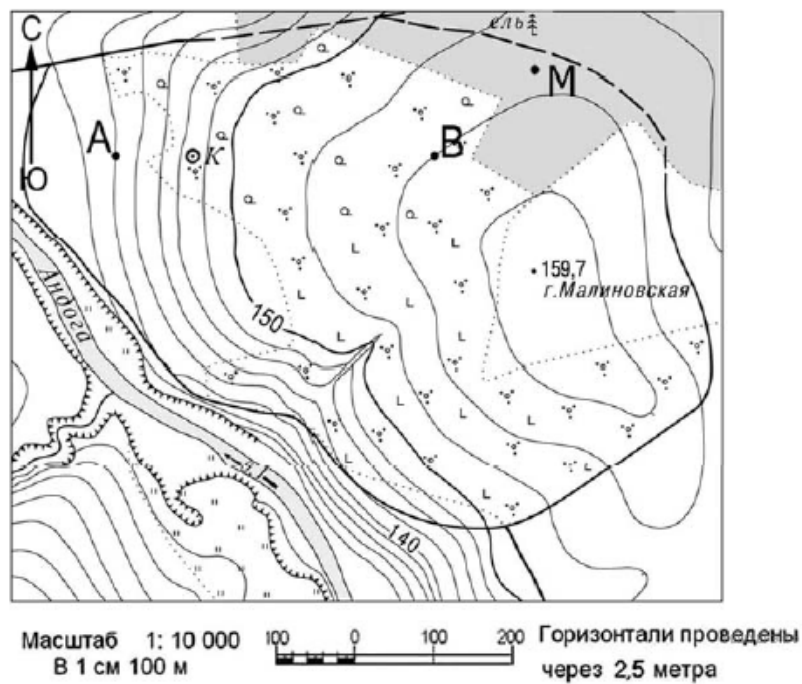 С
ель
М
А
К
В
Ю
159,7
г. Малиновская
Андога
150
140
Масштаб 1: 10 000
В 1 см 100 м
100 0 100 200
Горизонтали проведены
через 2,5 метра